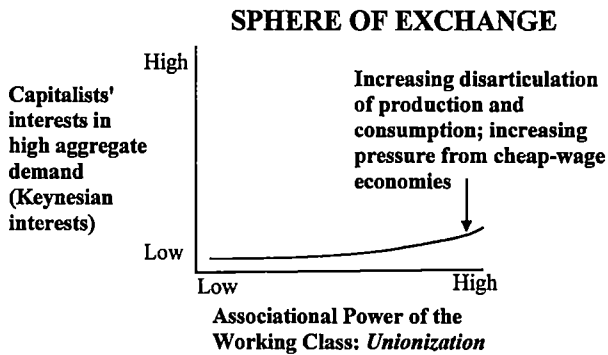 SPHERE OF EXCHANGE
High
Capitalists'
interests in
high aggregate
demand
(Keynesian
interests)
Increasing disarticulation
of production and
consumption; increasing
pressure from cheap-wage
economies
Low
Low
High
Associational Power of the
Working Class: Unionization